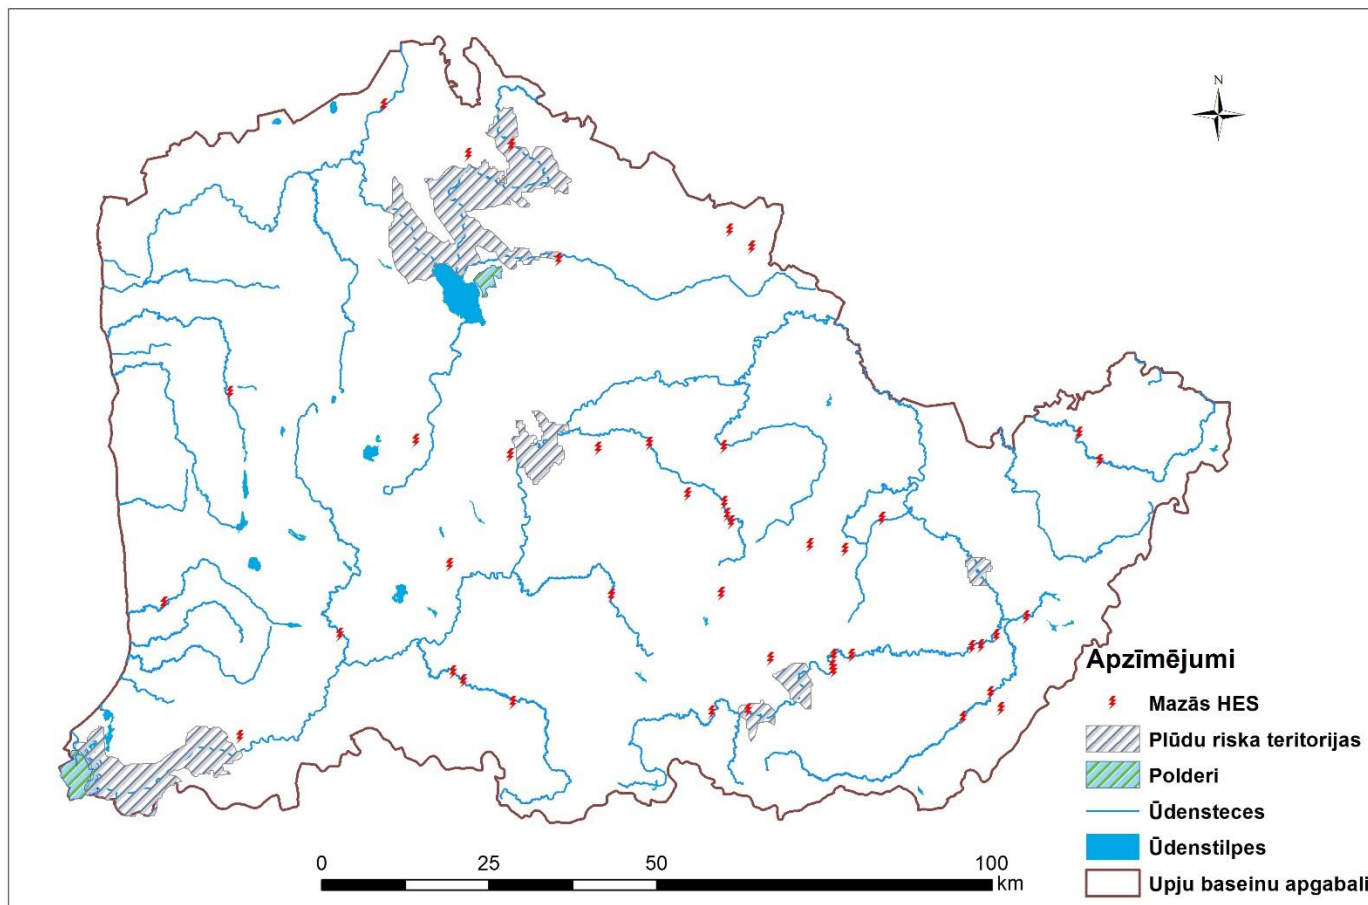 N
Apzīmējumi
Mazās HES
Plūdu riska teritorijas
Polderi
Ūdensteces
Ūdenstilpes
Upju baseinu apgabali
0 25 50 100
km